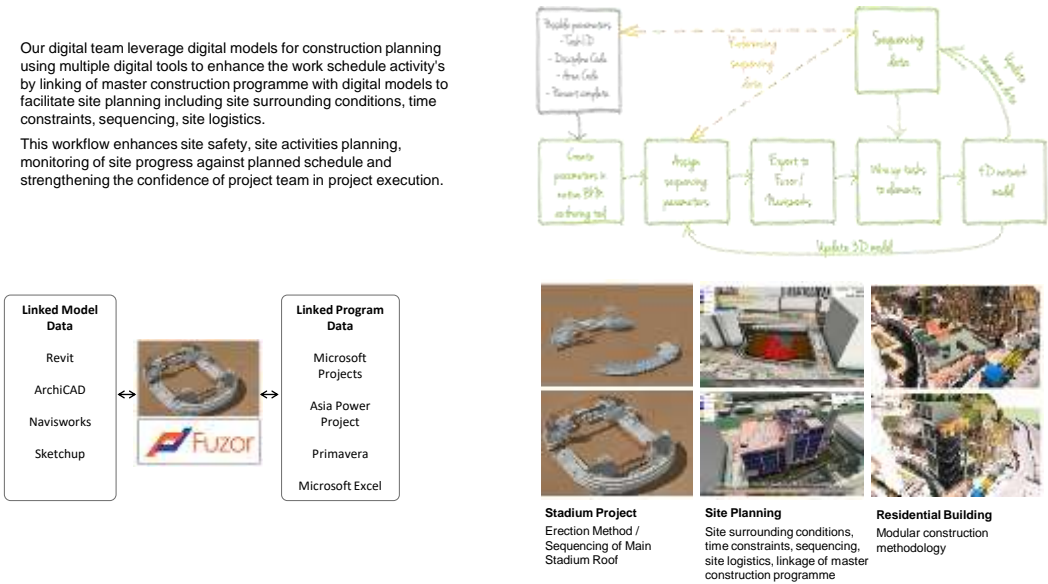 Our digital team leverage digital models for construction planning
using multiple digital tools to enhance the work schedule activity's
by linking of master construction programme with digital models to
facilitate site planning including site surrounding conditions, time
constraints, sequencing, site logistics.
This workflow enhances site safety, site activities planning,
monitoring of site progress against planned schedule and
strengthening the confidence of project team in project execution.
parameters
- Task ID
- Discipline Code
- Area Code
- Percent complete
sequencing
data
Sequencing
data
Update
sequence data
Create
parameters in
native BIM
authoring tool
Assign
sequencing
parameters
Export to
Fuzor /
Navisworks
tasks
to elements
4D network
model
Update 3D model
Linked Model
Data
Revit
ArchiCAD
Navisworks
Sketchup
Fuzor
Linked Program
Data
Microsoft
Projects
Asia Power
Project
Primavera
Microsoft Excel
Stadium Project
Erection Method /
Sequencing of Main
Stadium Roof
Site Planning
Site surrounding conditions,
time constraints, sequencing,
site logistics, linkage of master
construction programme
Residential Building
Modular construction
methodology